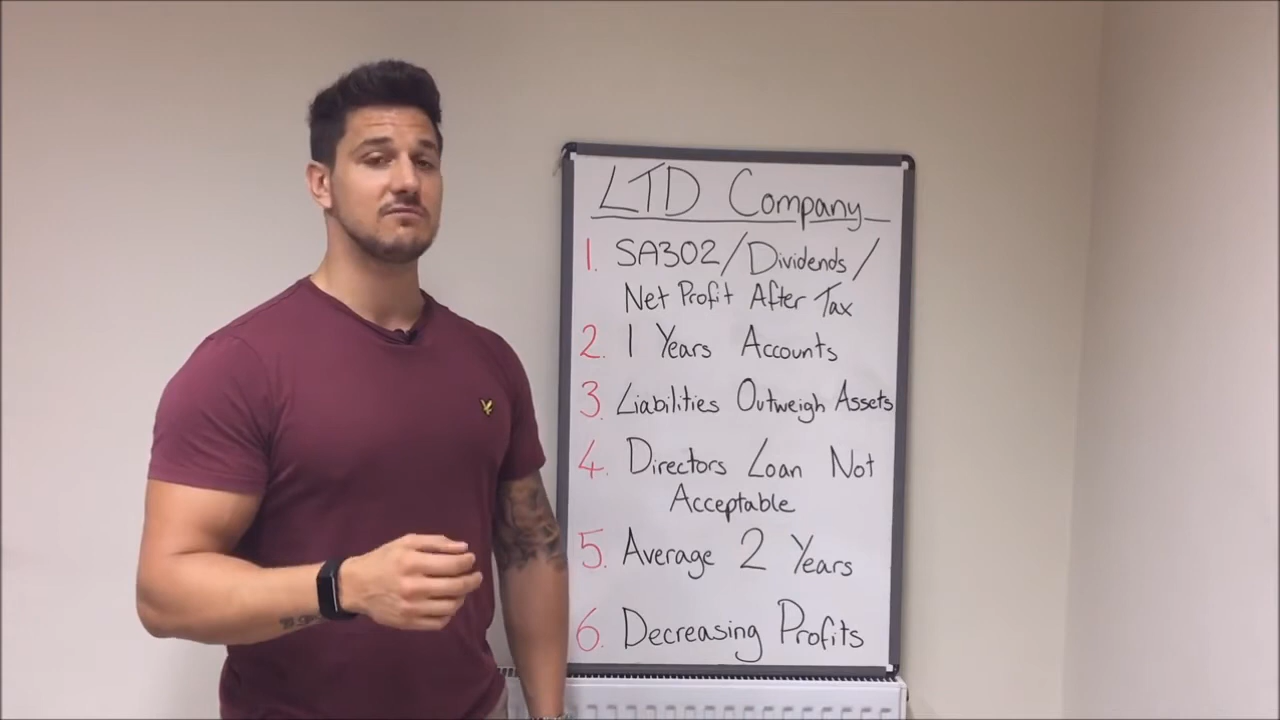 LTD Company
1. SA302/Dividends/
Net Profit After Tax
2. 1 Years Accounts
3. Liabilities Outweigh Assets
4. Directors Loan Not
Acceptable
5. Average 2 Years
6. Decreasing Profits